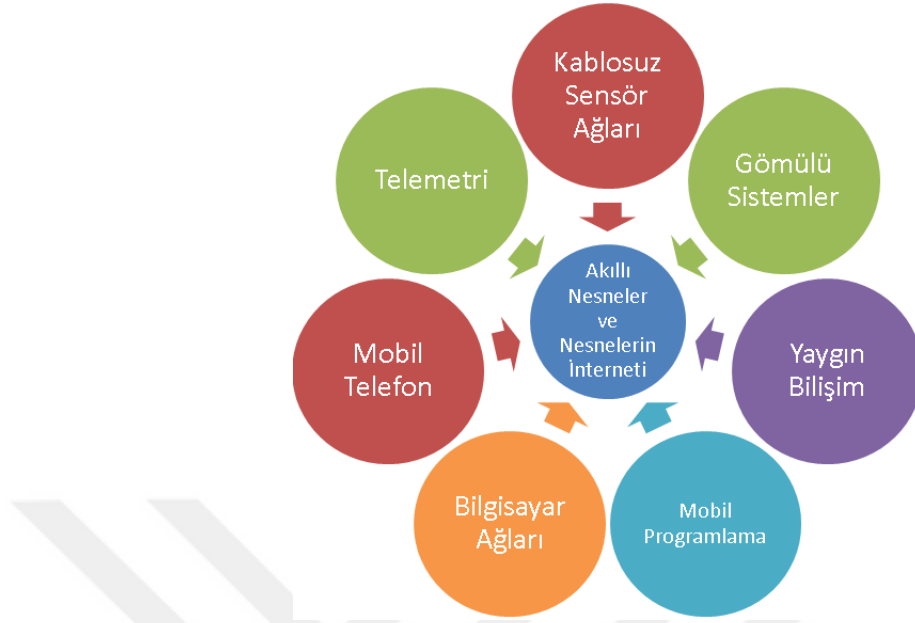 Kablosuz
Sensör
Ağları
Telemetri
Gömülü
Sistemler
Akıllı
Nesneler
ve
Nesnelerin
İnterneti
Mobil
Telefon
Yaygın
Bilişim
Bilgisayar
Ağları
Mobil
Programlama